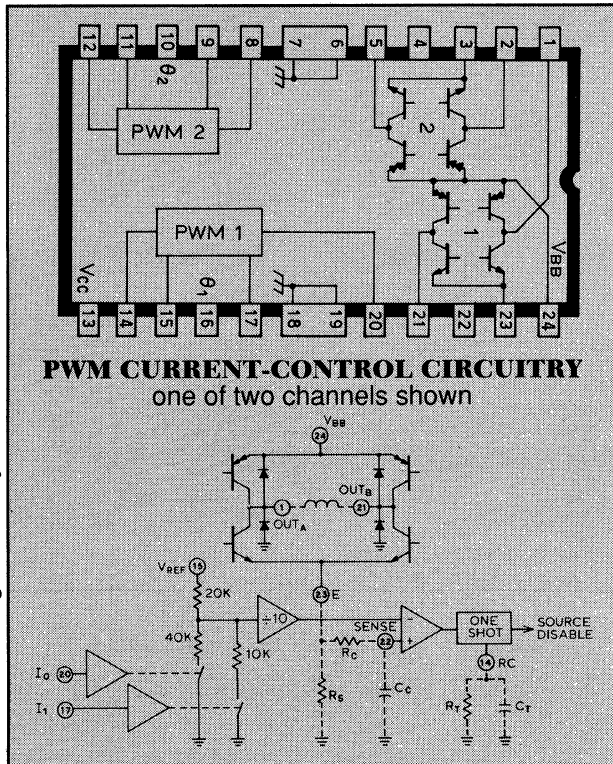 12 11 10 9 8 7 6 5 4 3 2 1
θ2
PWM 2
2
1
PWM 1
θ1
VCC
VBB
13 14 15 16 17 18 19 20 21 22 23 24
PWM CURRENT-CONTROL CIRCUITRY
one of two channels shown
VBB
24
OUTB
1
21
OUTA
VREF
15
20K
23 E
SENSE
÷10
40K
10K
RC
22
-
+
ONE SHOT
SOURCE DISABLE
14 RC
I0 20
I1 17
RS
CC
RT
CT